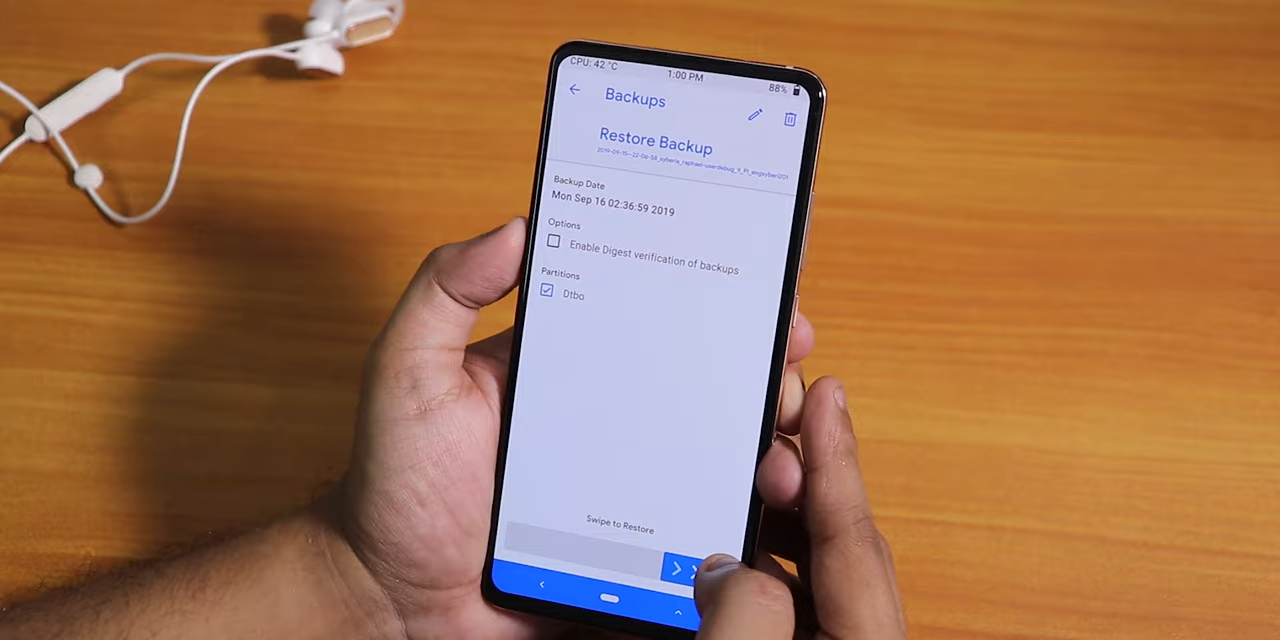 CPU: 42 °C
1:00 PM
88%
Backups
Restore Backup
Backup Date
Mon Sep 16 02:36:59 2019
Options
Enable Digest verification of backups
Partitions
Dtbo
Swipe to Restore